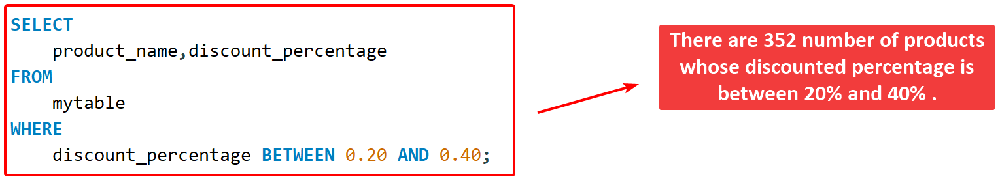 SELECT
    product_name,discount_percentage
FROM
    mytable
WHERE
    discount_percentage BETWEEN 0.20 AND 0.40;
There are 352 number of products
whose discounted percentage is
between 20% and 40% .